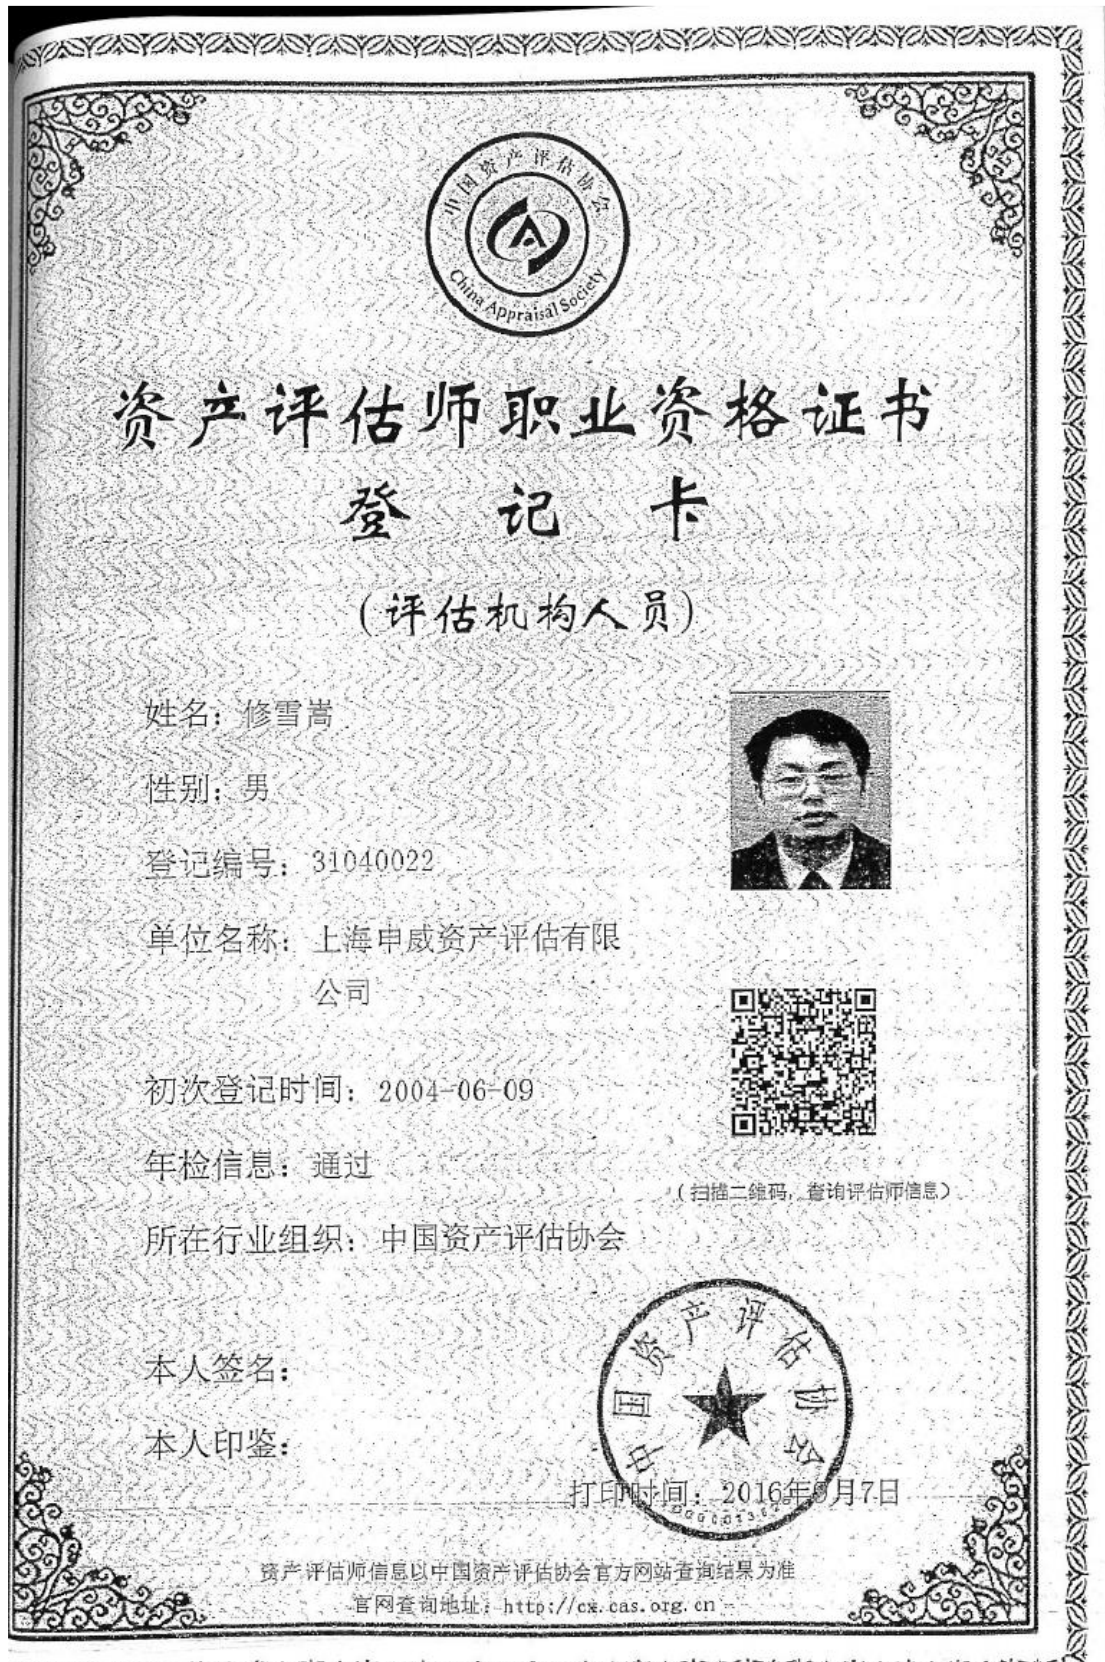 中国资产评估协会
China Appraisal Society
资产评估师职业资格证书
登记卡
(评估机构人员)
姓名：修雪嵩
性别：男
登记编号：31040022
单位名称：上海申威资产评估有限
公司
初次登记时间：2004-06-09
年检信息：通过
(扫描二维码，查询评估师信息)
所在行业组织：中国资产评估协会
本人签名：
本人印鉴：
中国资产评估协会
打印时间：2016年 月7日
资产评估师信息以中国资产评估协会官方网站查询结果为准
官网查询地址：http://cx.cas.org.cn